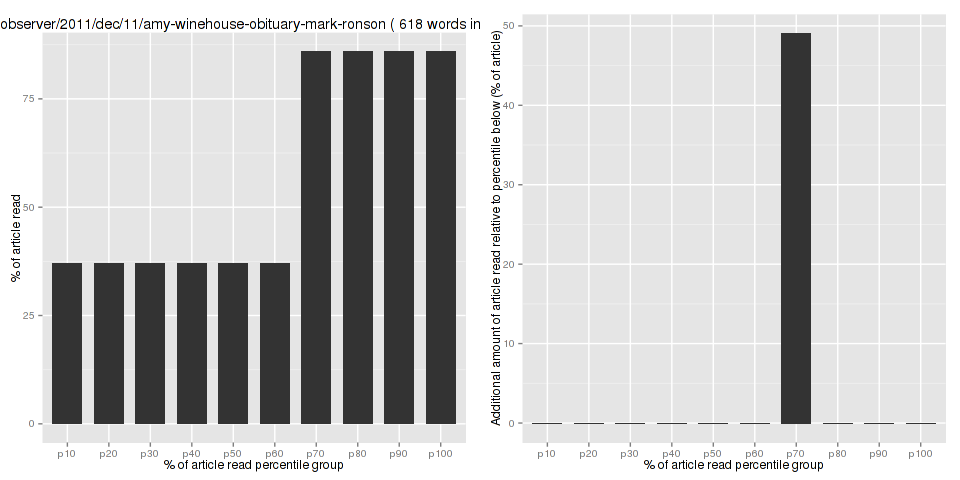 observer/2011/dec/11/amy-winehouse-obituary-mark-ronson ( 618 words in
% of article read
75
50
25
0
p10 p20 p30 p40 p50 p60 p70 p80 p90 p100
% of article read percentile group
Additional amount of article read relative to percentile below (% of article)
50
40
30
20
10
0
p10 p20 p30 p40 p50 p60 p70 p80 p90 p100
% of article read percentile group